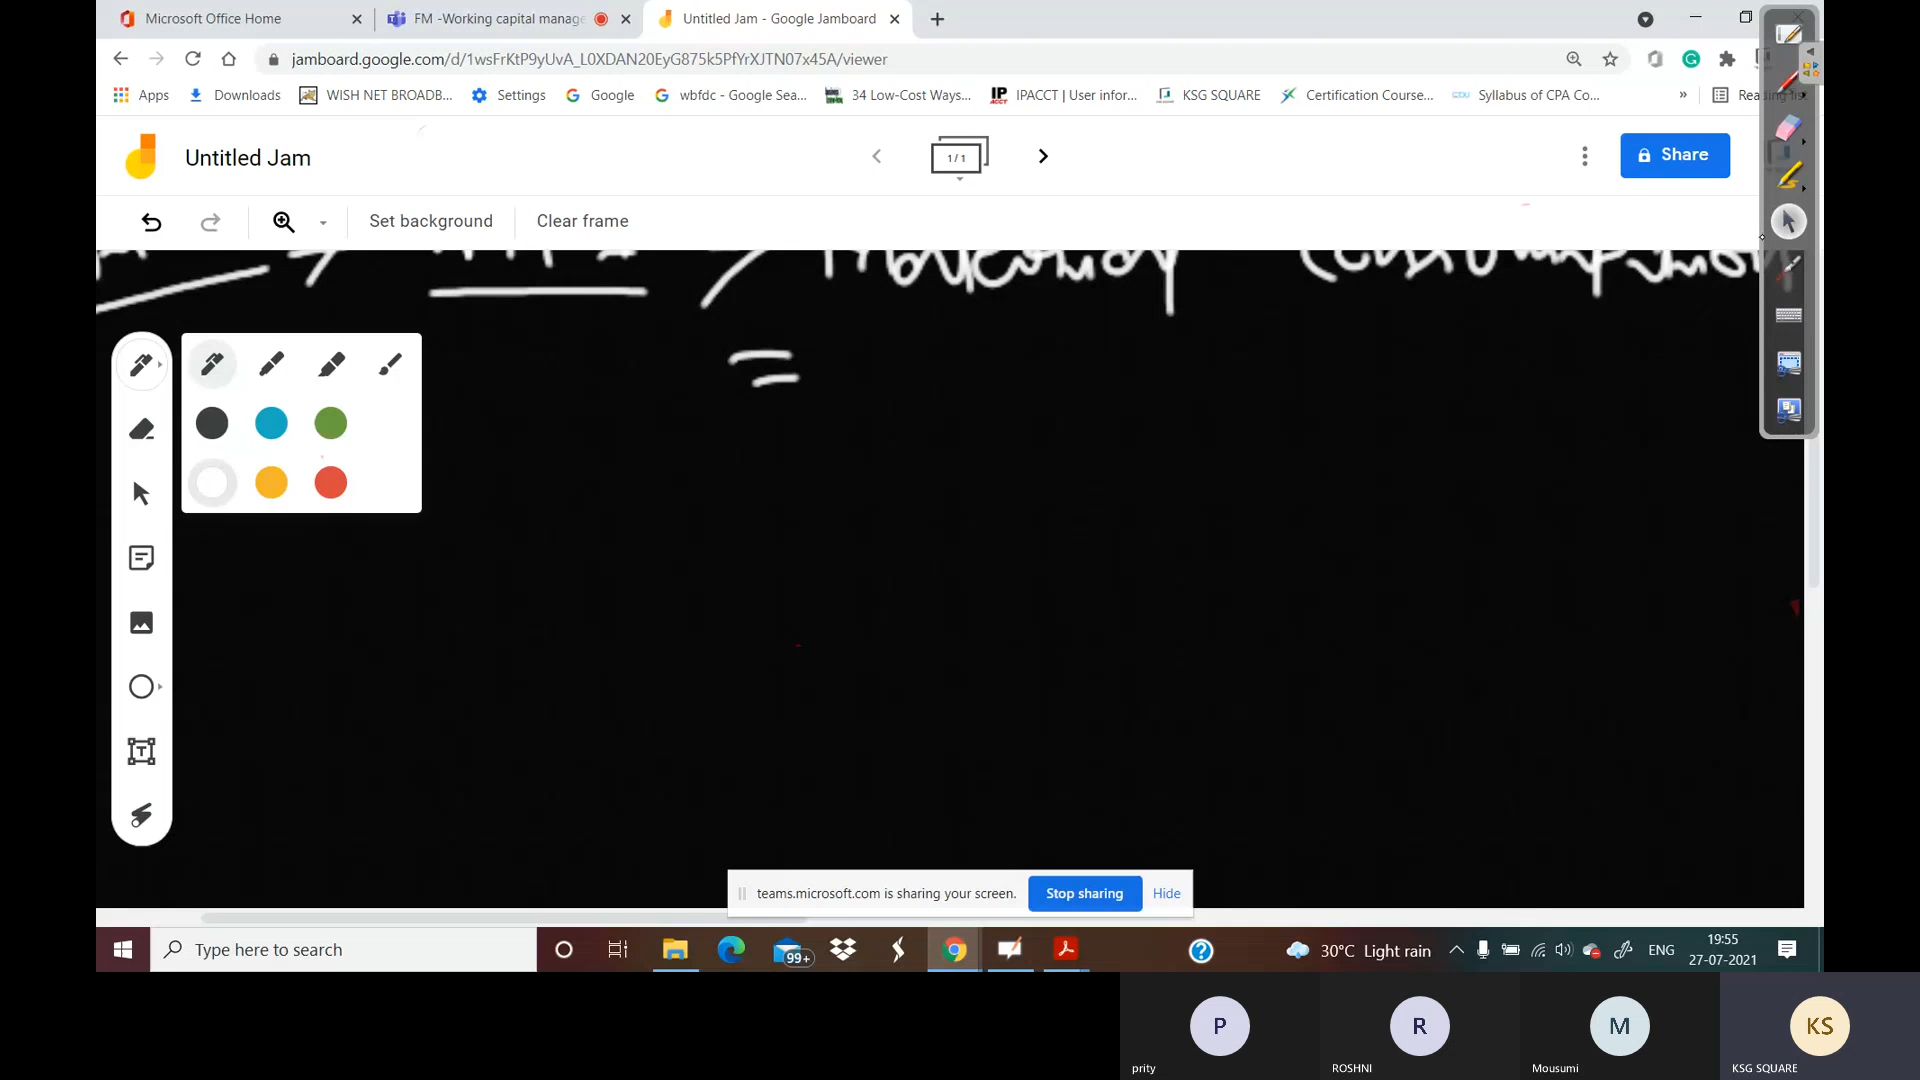 Microsoft Office Home
FM -Working capital manage
Untitled Jam - Google Jamboard
jamboard.google.com/d/1wsFrKtP9yUvA_L0XDAN20EyG875k5PfYrXJTN07x45A/viewer
Apps
Downloads
WISH NET BROADB...
Settings
Google
wbfdc - Google Sea...
34 Low-Cost Ways...
IPACCT | User infor...
KSG SQUARE
Certification Course...
Syllabus of CPA Co...
»
Reading list
Untitled Jam
1 / 1
Share
Set background
Clear frame
=
teams.microsoft.com is sharing your screen.
Stop sharing
Hide
Type here to search
99+
30°C Light rain
ENG
19:55
27-07-2021
P
R
M
KS
prity
ROSHNI
Mousumi
KSG SQUARE